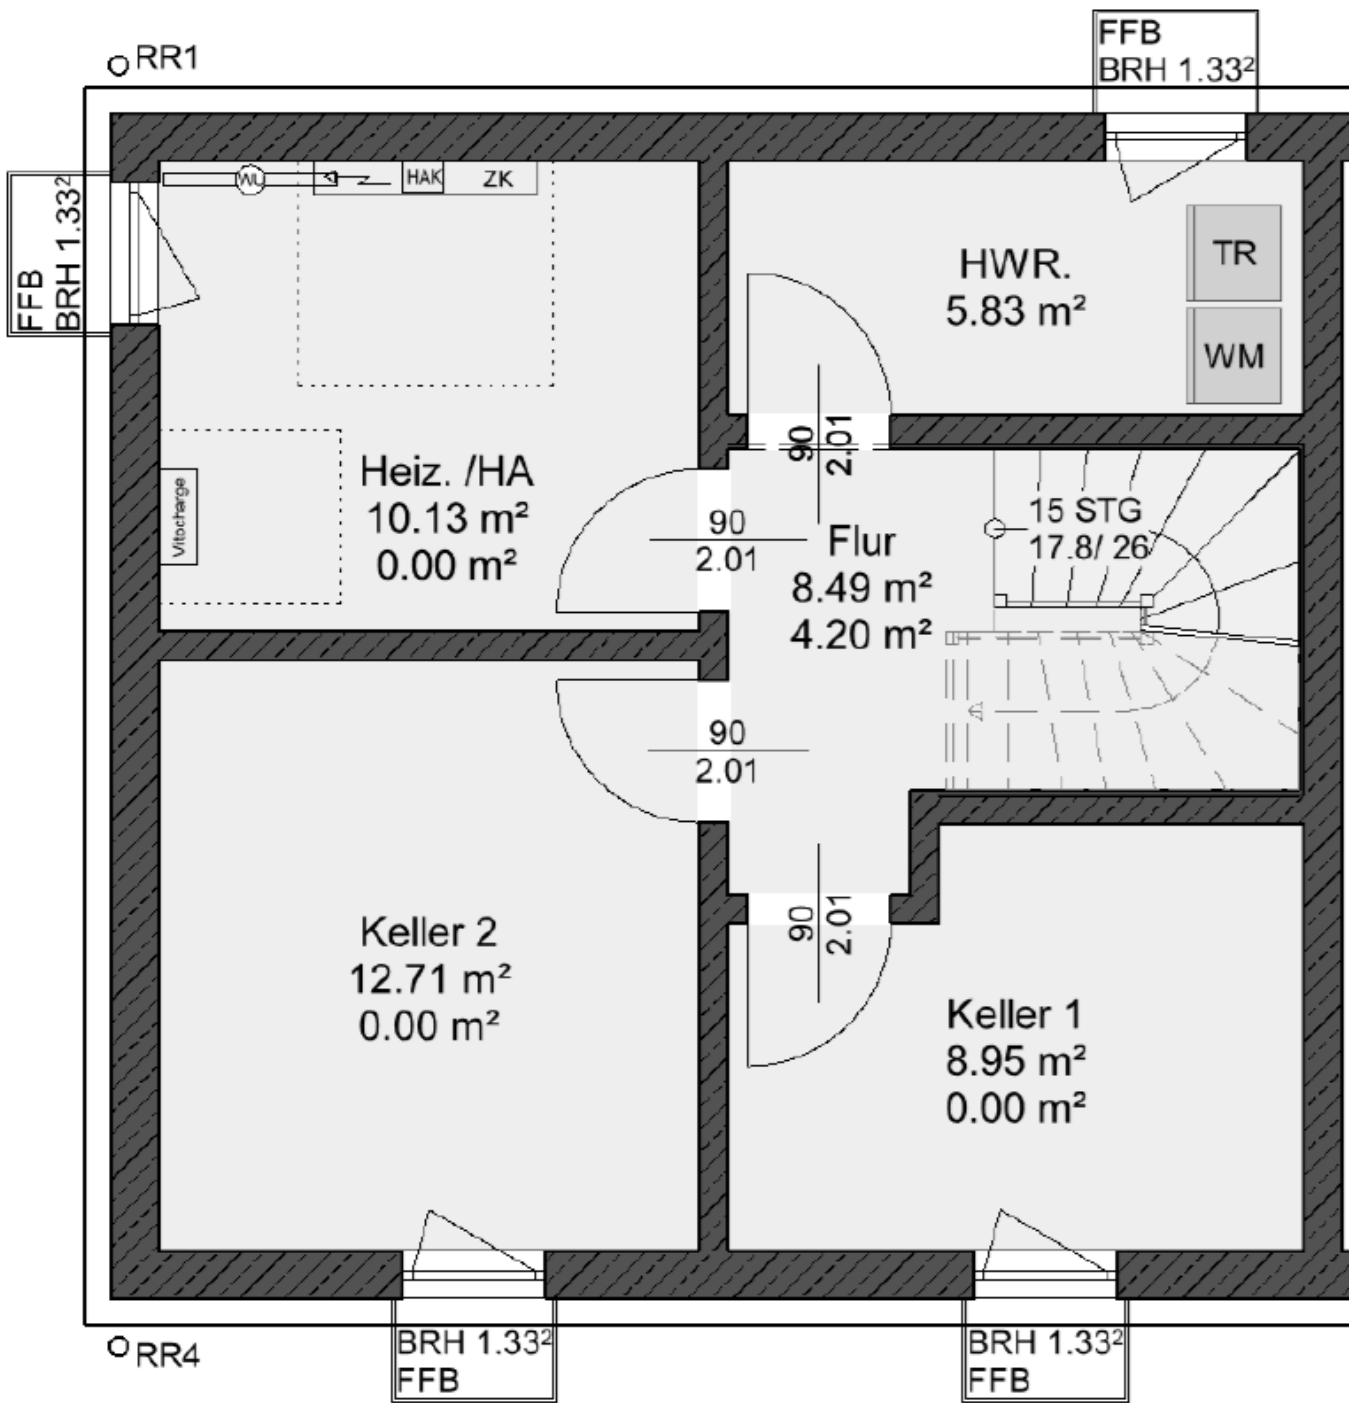 RR1
FFB
BRH 1.33²
FFB
BRH 1.33²
WU
HAK
ZK
HWR.
5.83 m²
TR
WM
Heiz. /HA
10.13 m²
0.00 m²
Vitocharge
90
2.01
90
2.01
Flur
8.49 m²
4.20 m²
15 STG
17.8/ 26
90
2.01
90
2.01
Keller 2
12.71 m²
0.00 m²
Keller 1
8.95 m²
0.00 m²
RR4
BRH 1.33²
FFB
BRH 1.33²
FFB